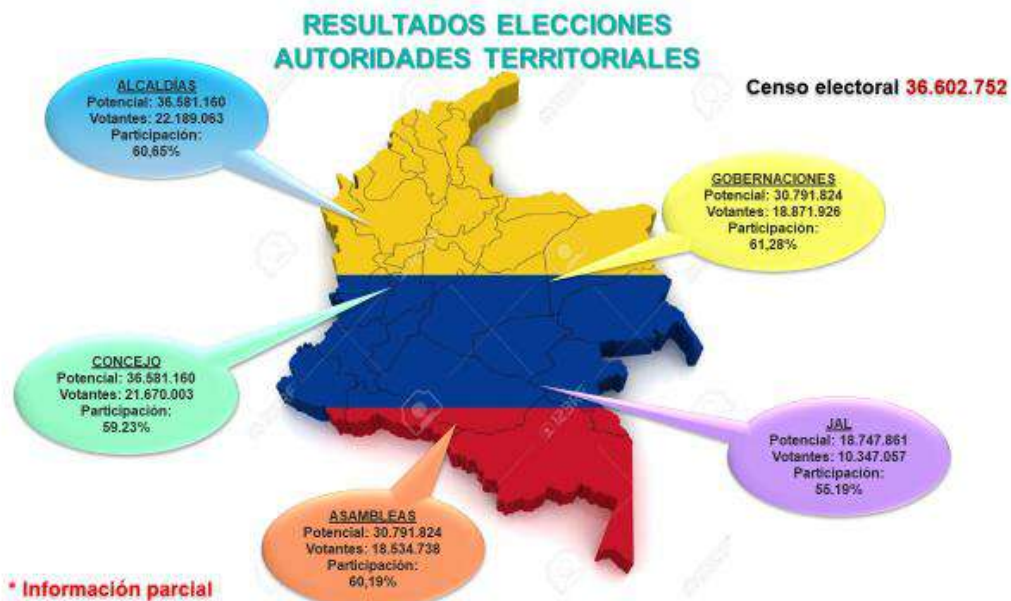 RESULTADOS ELECCIONES
AUTORIDADES TERRITORIALES
Censo electoral 36.602.752
ALCALDÍAS
Potencial: 36.581.160
Votantes: 22.189.063
Participación:
60,65%
GOBERNACIONES
Potencial: 30.791.824
Votantes: 18.871.926
Participación:
61,28%
CONCEJO
Potencial: 36.581.160
Votantes: 21.670.003
Participación:
59.23%
JAL
Potencial: 18.747.861
Votantes: 10.347.057
Participación:
55.19%
ASAMBLEAS
Potencial: 30.791.824
Votantes: 18.534.738
Participación:
60,19%
* Información parcial